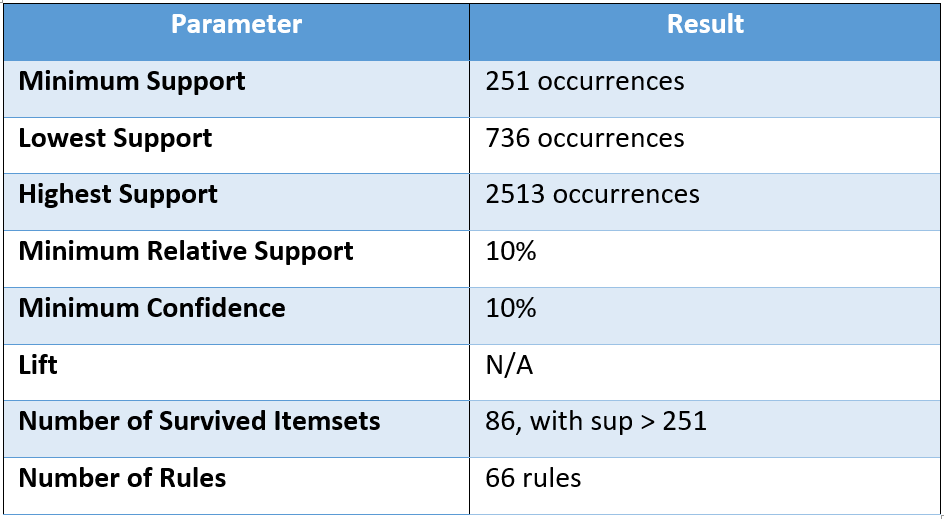 Parameter Result
Minimum Support 251 occurrences
Lowest Support 736 occurrences
Highest Support 2513 occurrences
Minimum Relative Support 10%
Minimum Confidence 10%
Lift N/A
Number of Survived Itemsets 86, with sup > 251
Number of Rules 66 rules